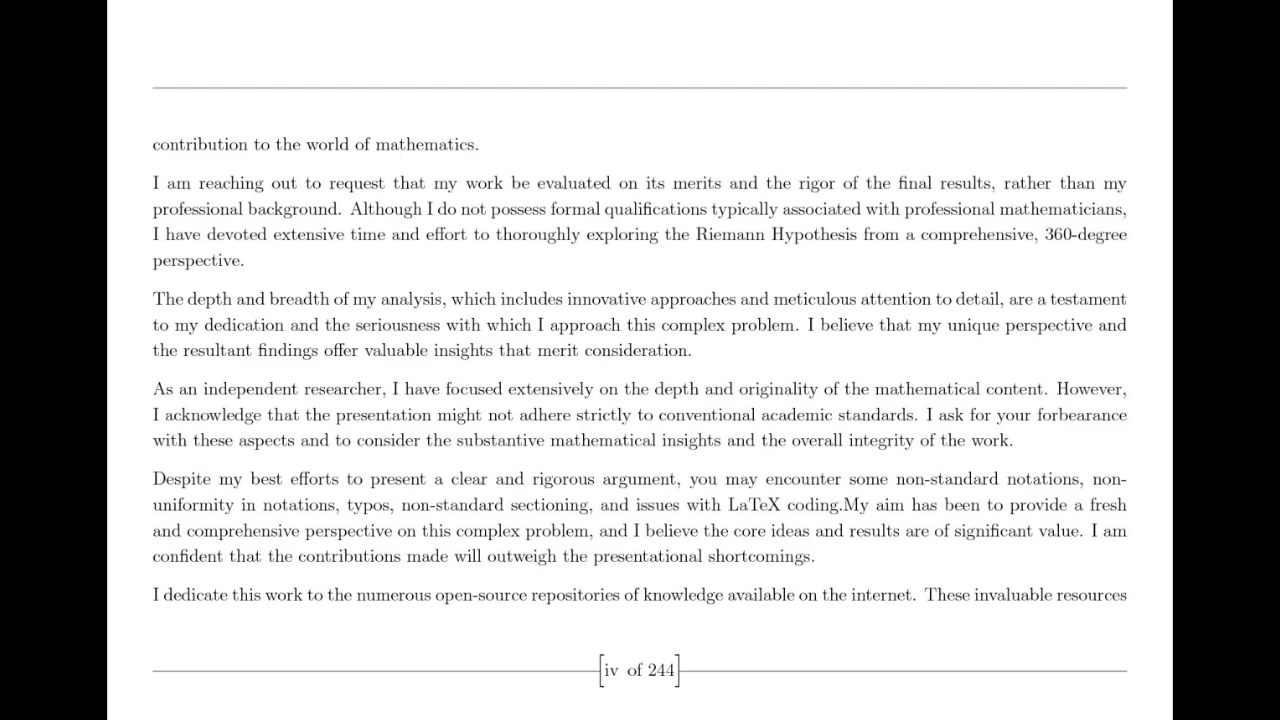 contribution to the world of mathematics.
I am reaching out to request that my work be evaluated on its merits and the rigor of the final results, rather than my
professional background. Although I do not possess formal qualifications typically associated with professional mathematicians,
I have devoted extensive time and effort to thoroughly exploring the Riemann Hypothesis from a comprehensive, 360-degree
perspective.
The depth and breadth of my analysis, which includes innovative approaches and meticulous attention to detail, are a testament
to my dedication and the seriousness with which I approach this complex problem. I believe that my unique perspective and
the resultant findings offer valuable insights that merit consideration.
As an independent researcher, I have focused extensively on the depth and originality of the mathematical content. However,
I acknowledge that the presentation might not adhere strictly to conventional academic standards. I ask for your forbearance
with these aspects and to consider the substantive mathematical insights and the overall integrity of the work.
Despite my best efforts to present a clear and rigorous argument, you may encounter some non-standard notations, non-
uniformity in notations, typos, non-standard sectioning, and issues with LaTeX coding.My aim has been to provide a fresh
and comprehensive perspective on this complex problem, and I believe the core ideas and results are of significant value. I am
confident that the contributions made will outweigh the presentational shortcomings.
I dedicate this work to the numerous open-source repositories of knowledge available on the internet. These invaluable resources
iv of 244